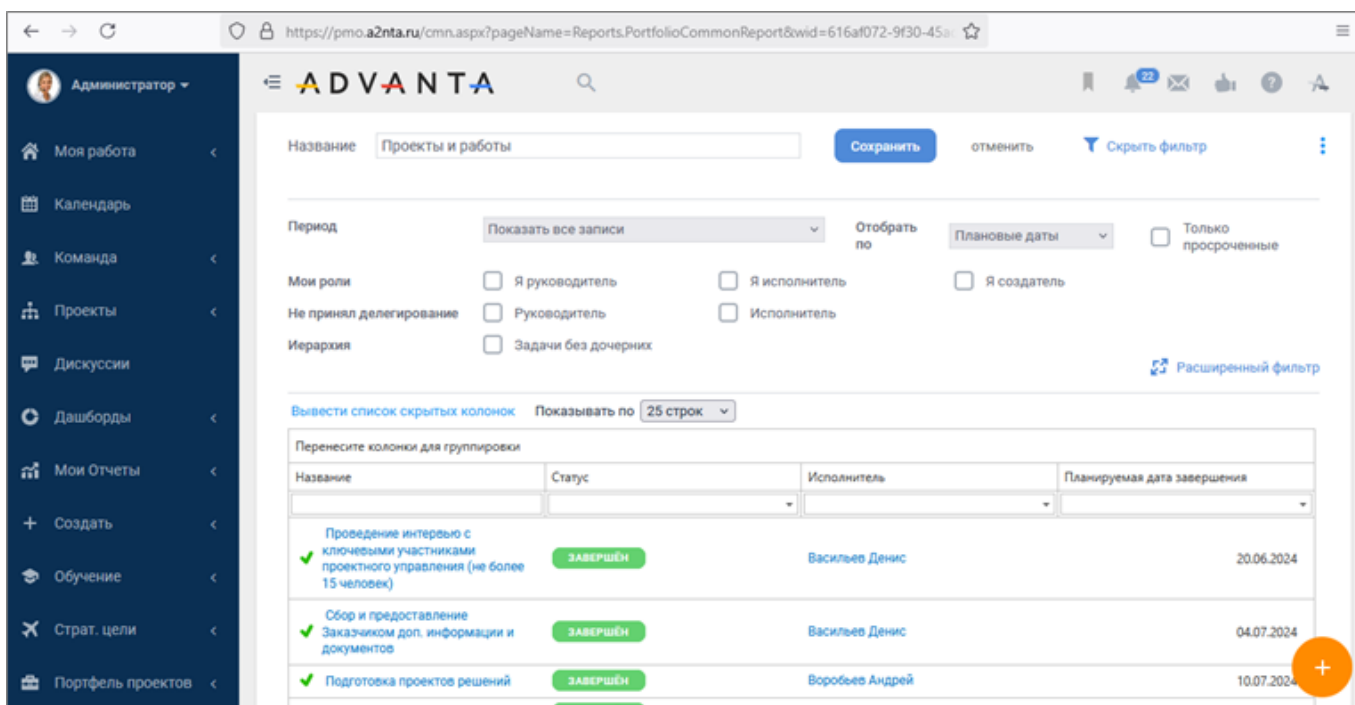 https://pmo.a2nta.ru/cmn.aspx?pageName=Reports.PortfolioCommonReport&wid=616af072-9f30-45a
Администратор
ADVANTA
22
Моя работа
Календарь
Команда
Проекты
Дискуссии
Дашборды
Мои Отчеты
Создать
Обучение
Страт. цели
Портфель проектов
Название
Проекты и работы
Сохранить
отменить
Скрыть фильтр
Период
Показать все записи
Отобрать
по
Плановые даты
Только
просроченные
Мои роли
Я руководитель
Я исполнитель
Я создатель
Не принял делегирование
Руководитель
Исполнитель
Иерархия
Задачи без дочерних
Расширенный фильтр
Вывести список скрытых колонок
Показывать по
25 строк
Перенесите колонки для группировки
Название
Статус
Исполнитель
Планируемая дата завершения
Проведение интервью с
ключевыми участниками
проектного управления (не более
15 человек)
ЗАВЕРШЁН
Васильев Денис
20.06.2024
Сбор и предоставление
Заказчиком доп. информации и
документов
ЗАВЕРШЁН
Васильев Денис
04.07.2024
Подготовка проектов решений
ЗАВЕРШЁН
Воробьев Андрей
10.07.2024
+